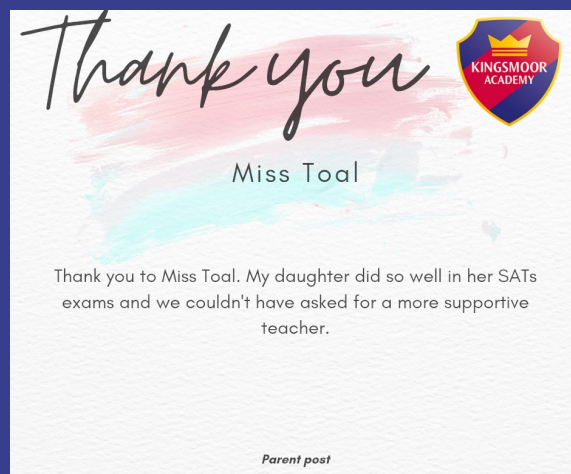 Thank you
KINGSMOOR
ACADEMY
Miss Toal
Thank you to Miss Toal. My daughter did so well in her SATs
exams and we couldn't have asked for a more supportive
teacher.
Parent post